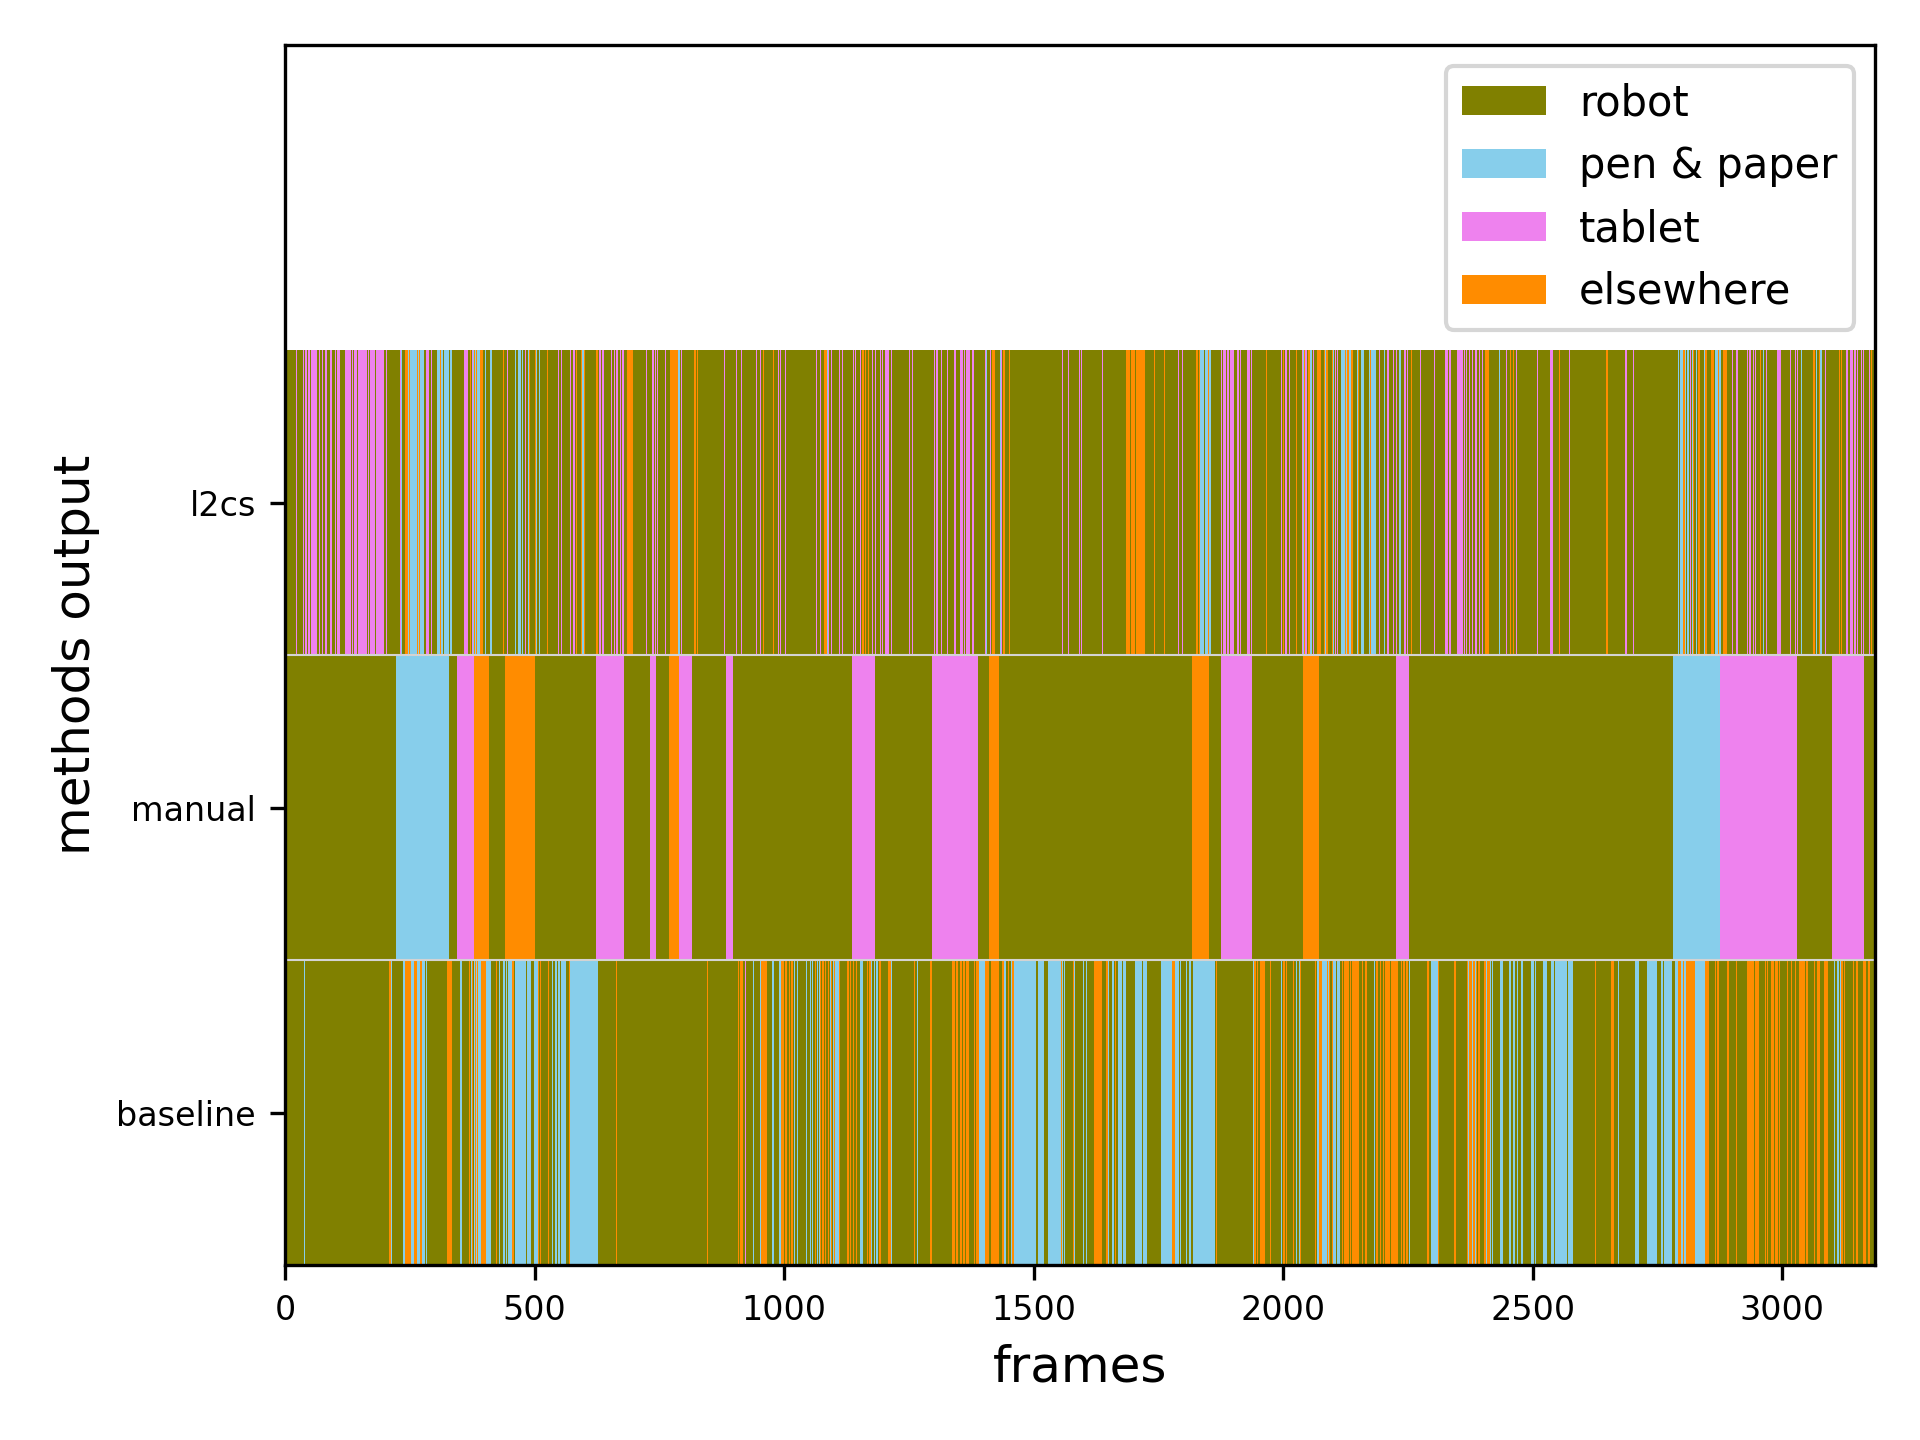 robot
pen & paper
tablet
elsewhere
methods output
l2cs
manual
baseline
0 500 1000 1500 2000 2500 3000
frames